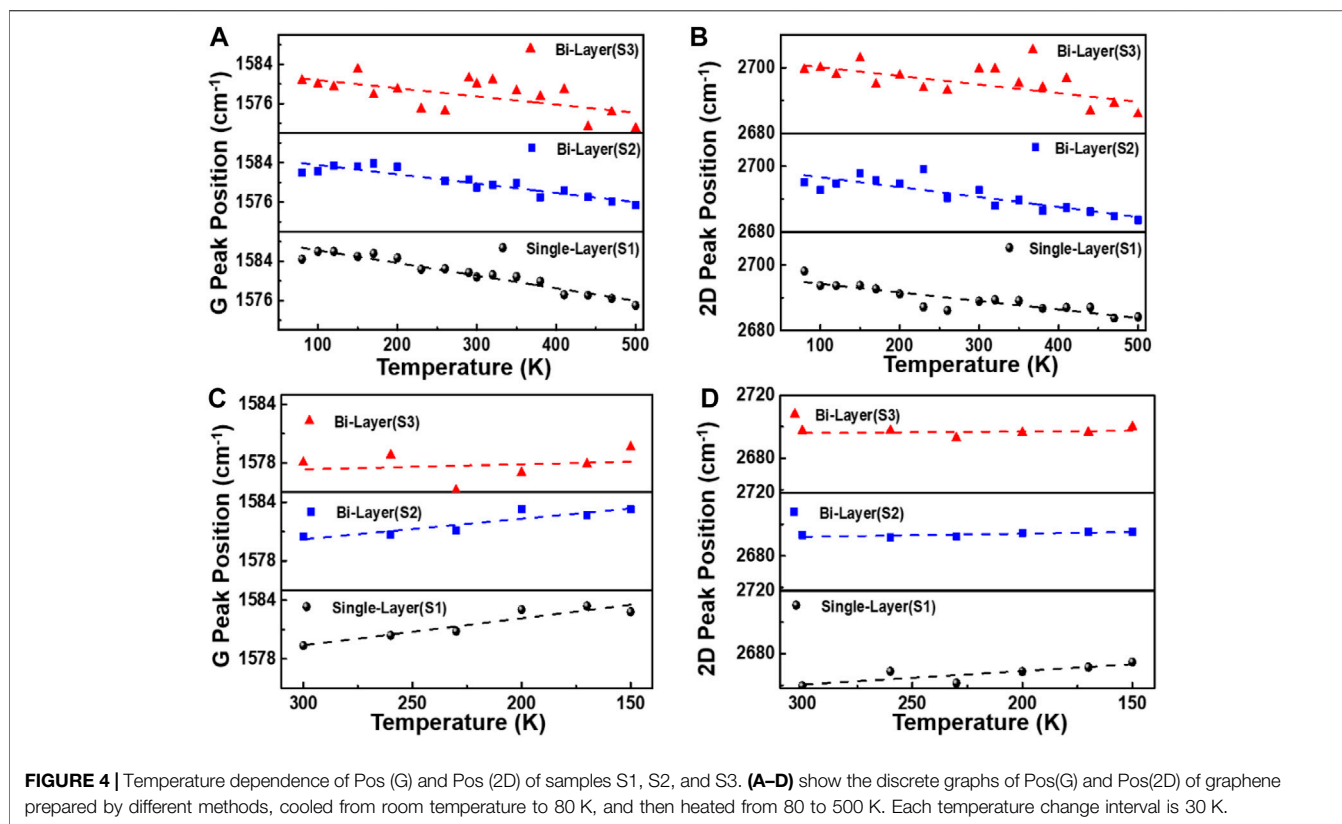 A
G Peak Position (cm⁻¹)
1584
1576
1584
1576
1584
1576
Bi-Layer(S3)
Bi-Layer(S2)
Single-Layer(S1)
100 200 300 400 500
Temperature (K)
B
2D Peak Position (cm⁻¹)
2700
2680
2700
2680
2700
2680
Bi-Layer(S3)
Bi-Layer(S2)
Single-Layer(S1)
100 200 300 400 500
Temperature (K)
C
G Peak Position (cm⁻¹)
1584
1578
1584
1578
1584
1578
Bi-Layer(S3)
Bi-Layer(S2)
Single-Layer(S1)
300 250 200 150
Temperature (K)
D
2D Peak Position (cm⁻¹)
2720
2680
2720
2680
2720
2680
Bi-Layer(S3)
Bi-Layer(S2)
Single-Layer(S1)
300 250 200 150
Temperature (K)
FIGURE 4 | Temperature dependence of Pos (G) and Pos (2D) of samples S1, S2, and S3. (A–D) show the discrete graphs of Pos(G) and Pos(2D) of graphene
prepared by different methods, cooled from room temperature to 80 K, and then heated from 80 to 500 K. Each temperature change interval is 30 K.